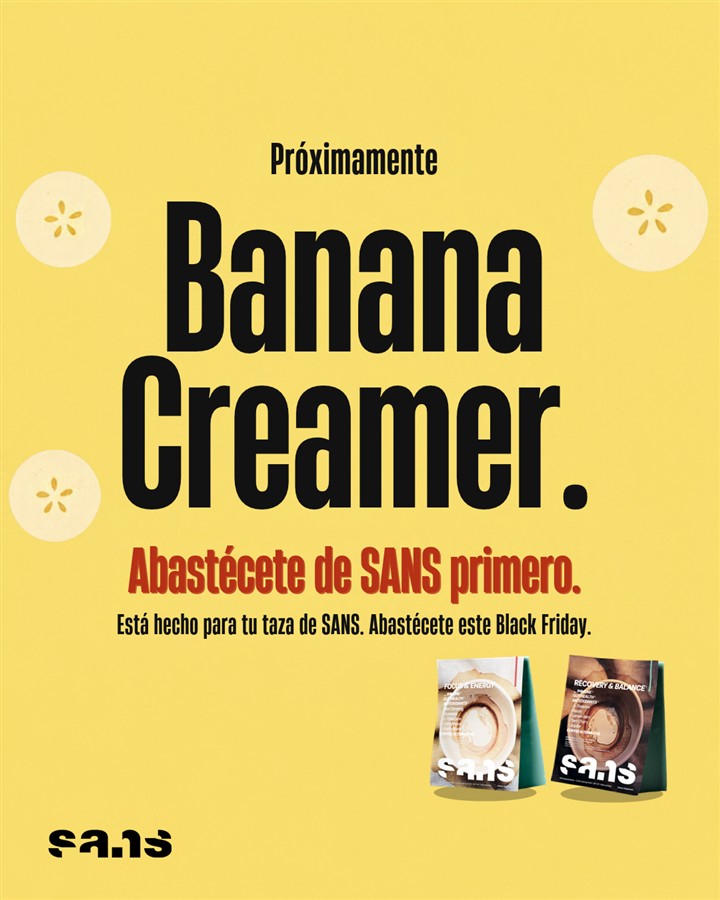 Próximamente
Banana
Creamer.
Abastécete de SANS primero.
Está hecho para tu taza de SANS. Abastécete este Black Friday.
FOCUS & ENERGY
sans
RECOVERY & BALANCE
sans
sans